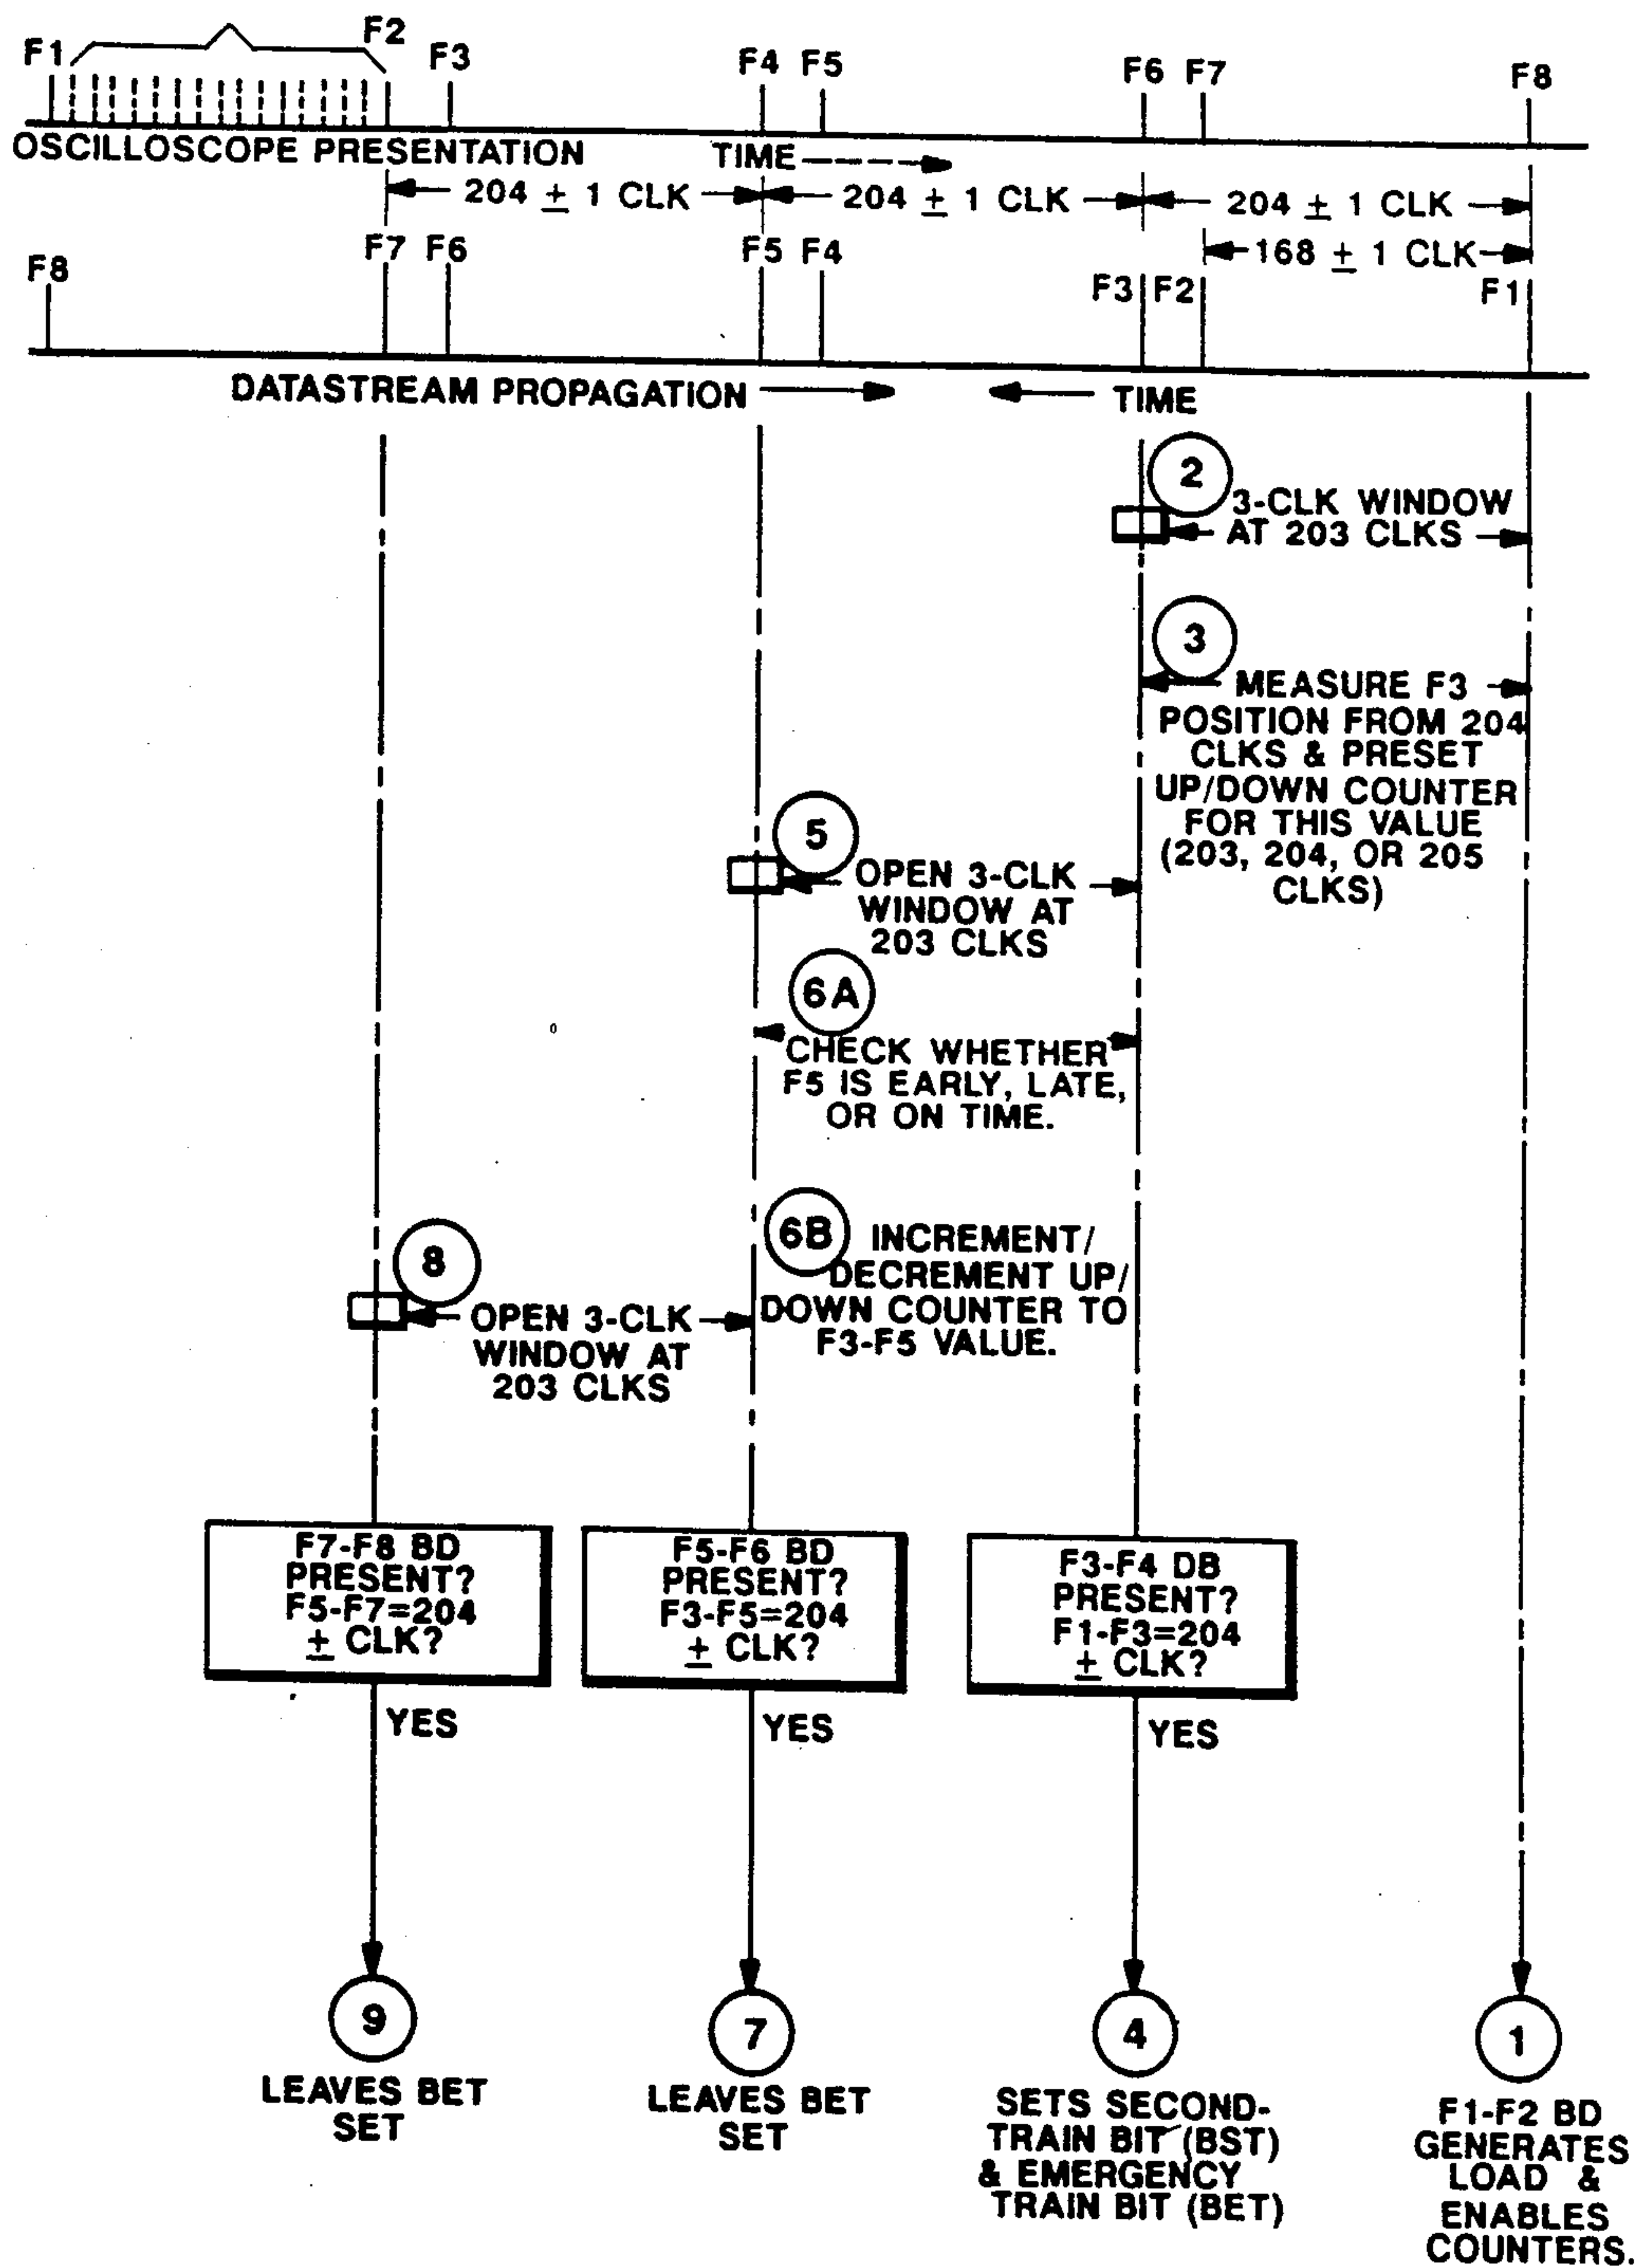 F1
F2
F3
F4
F5
F6
F7
F8
OSCILLOSCOPE PRESENTATION
TIME
204 ± 1 CLK
204 ± 1 CLK
204 ± 1 CLK
168 ± 1 CLK
F8
F7
F6
F5
F4
F3
F2
F1
DATASTREAM PROPAGATION
TIME
2
3-CLK WINDOW
AT 203 CLKS
3
MEASURE F3
POSITION FROM 204
CLKS & PRESET
UP/DOWN COUNTER
FOR THIS VALUE
(203, 204, OR 205
CLKS)
5
OPEN 3-CLK
WINDOW AT
203 CLKS
6A
CHECK WHETHER
F5 IS EARLY, LATE,
OR ON TIME.
6B
INCREMENT/
DECREMENT UP/
DOWN COUNTER TO
F3-F5 VALUE.
8
OPEN 3-CLK
WINDOW AT
203 CLKS
F7-F8 BD
PRESENT?
F5-F7=204
± CLK?
YES
9
LEAVES BET
SET
F5-F6 BD
PRESENT?
F3-F5=204
± CLK?
YES
7
LEAVES BET
SET
F3-F4 DB
PRESENT?
F1-F3=204
± CLK?
YES
4
SETS SECOND-
TRAIN BIT (BST)
& EMERGENCY
TRAIN BIT (BET)
1
F1-F2 BD
GENERATES
LOAD &
ENABLES
COUNTERS.